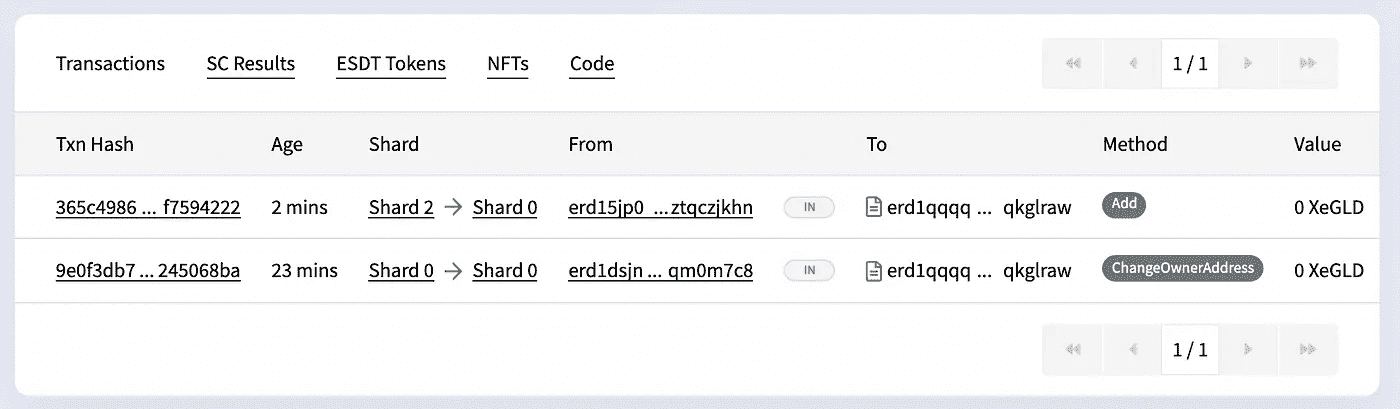 Transactions SC Results ESDT Tokens NFTs Code 1 / 1
Txn Hash Age Shard From To Method Value
365c4986 ... f7594222 2 mins Shard 2 → Shard 0 erd15jp0 ...ztqczjkhn IN erd1qqqq ... qkglraw Add 0 XeGLD
9e0f3db7 ... 245068ba 23 mins Shard 0 → Shard 0 erd1dsjn ... qm0m7c8 IN erd1qqqq ... qkglraw ChangeOwnerAddress 0 XeGLD
1 / 1